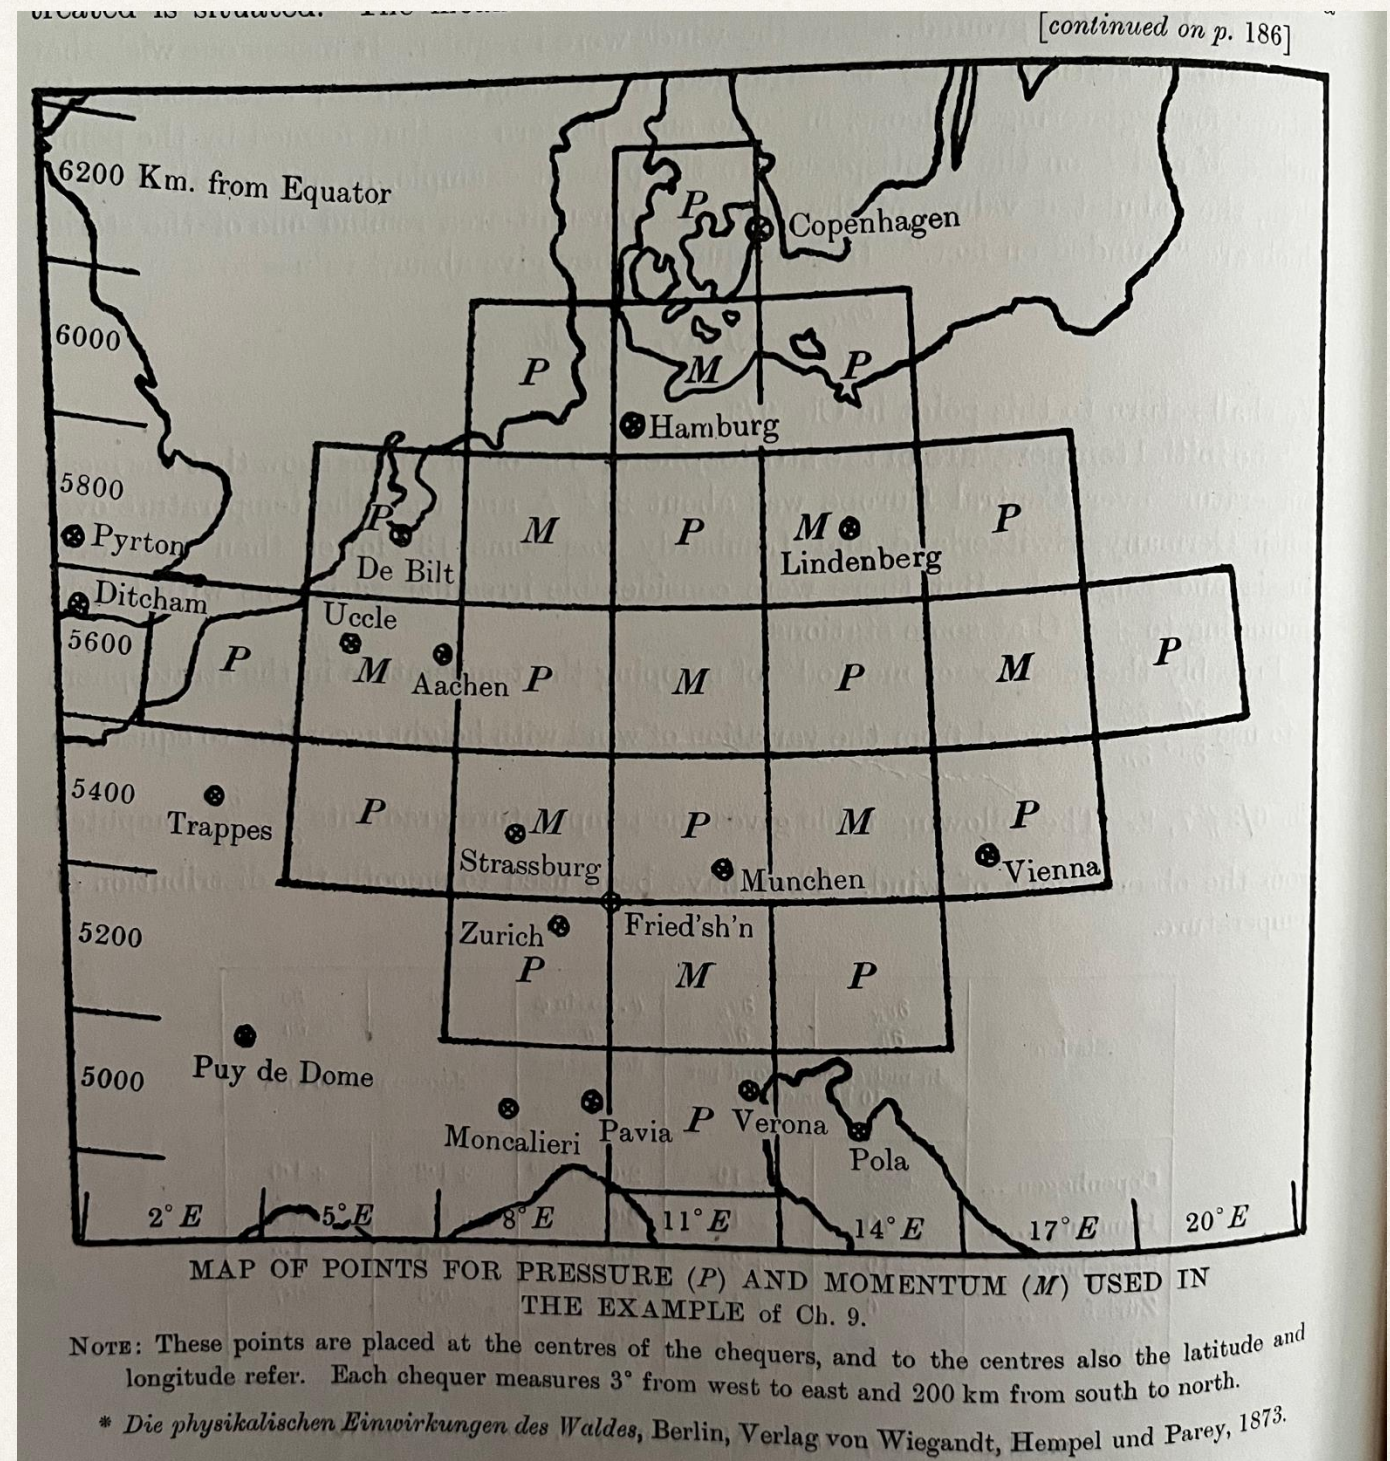 treated is situated. The
[continued on p. 186]
6200 Km. from Equator
P
Copenhagen
6000
P
M
P
Hamburg
5800
P
M
P
M
P
Pyrton
De Bilt
Lindenberg
Ditcham
Uccle
5600
P
M
Aachen
P
M
P
M
P
5400
P
M
P
M
P
Trappes
Strassburg
Munchen
Vienna
5200
Zurich
Fried'sh'n
P
M
P
5000
Puy de Dome
Moncalieri
Pavia
P
Verona
Pola
2° E
5° E
8° E
11° E
14° E
17° E
20° E
MAP OF POINTS FOR PRESSURE (P) AND MOMENTUM (M) USED IN
THE EXAMPLE of Ch. 9.
NOTE: These points are placed at the centres of the chequers, and to the centres also the latitude and
longitude refer. Each chequer measures 3° from west to east and 200 km from south to north.
* Die physikalischen Einwirkungen des Waldes, Berlin, Verlag von Wiegandt, Hempel und Parey, 1873.